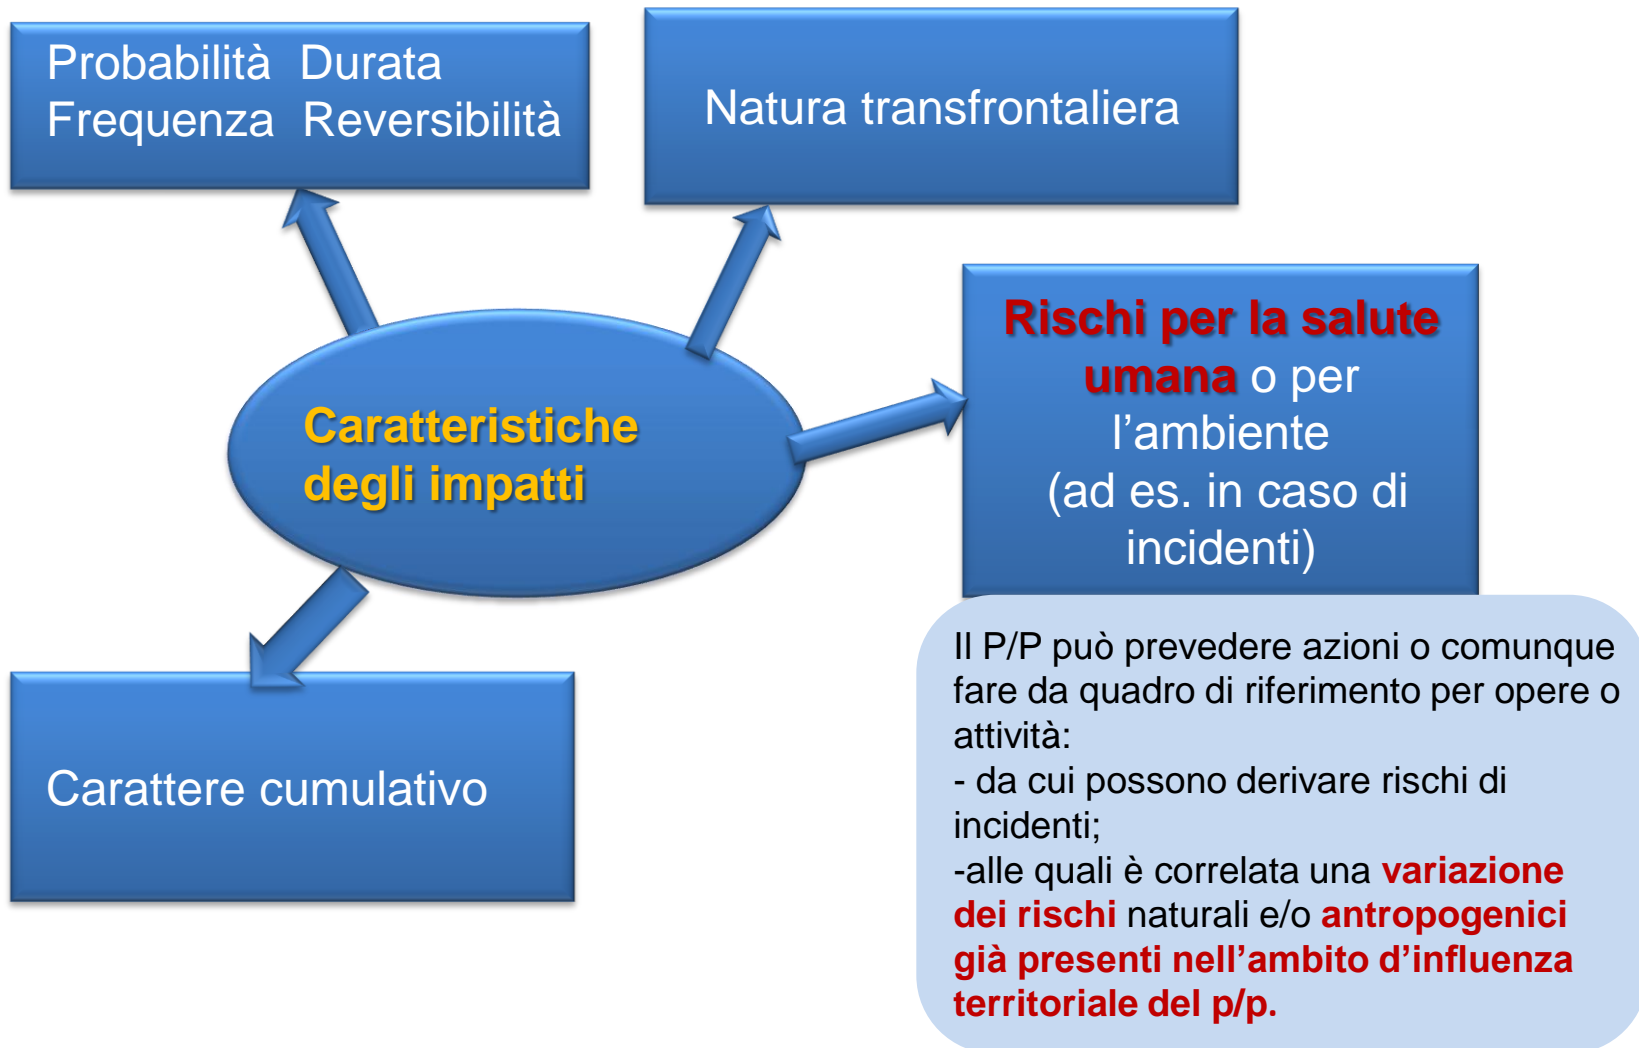 Probabilità Durata
Frequenza Reversibilità
Natura transfrontaliera
Caratteristiche
degli impatti
Rischi per la salute
umana o per
l’ambiente
(ad es. in caso di
incidenti)
Carattere cumulativo
Il P/P può prevedere azioni o comunque
fare da quadro di riferimento per opere o
attività:
- da cui possono derivare rischi di
incidenti;
-alle quali è correlata una variazione
dei rischi naturali e/o antropogenici
già presenti nell’ambito d’influenza
territoriale del p/p.